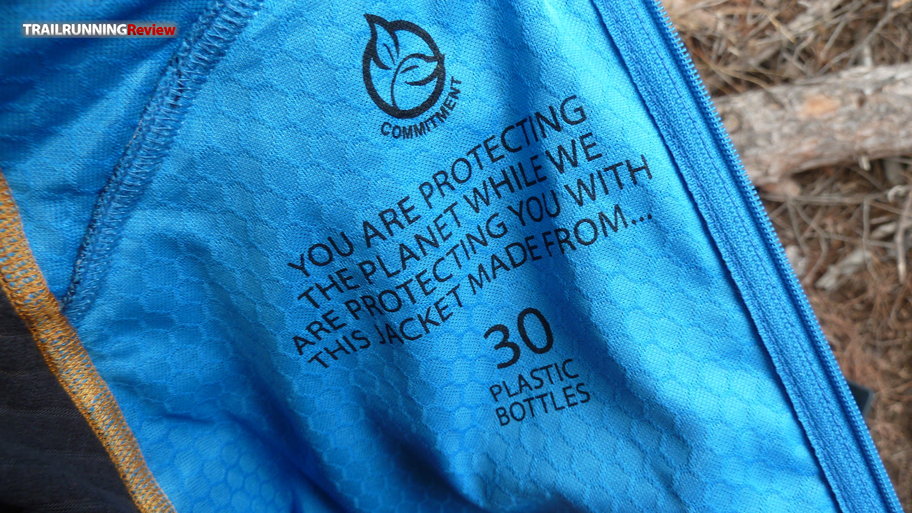 TRAILRUNNINGReview
COMMITMENT
YOU ARE PROTECTING
THE PLANET WHILE WE
ARE PROTECTING YOU WITH
THIS JACKET MADE FROM....
30
PLASTIC
BOTTLES